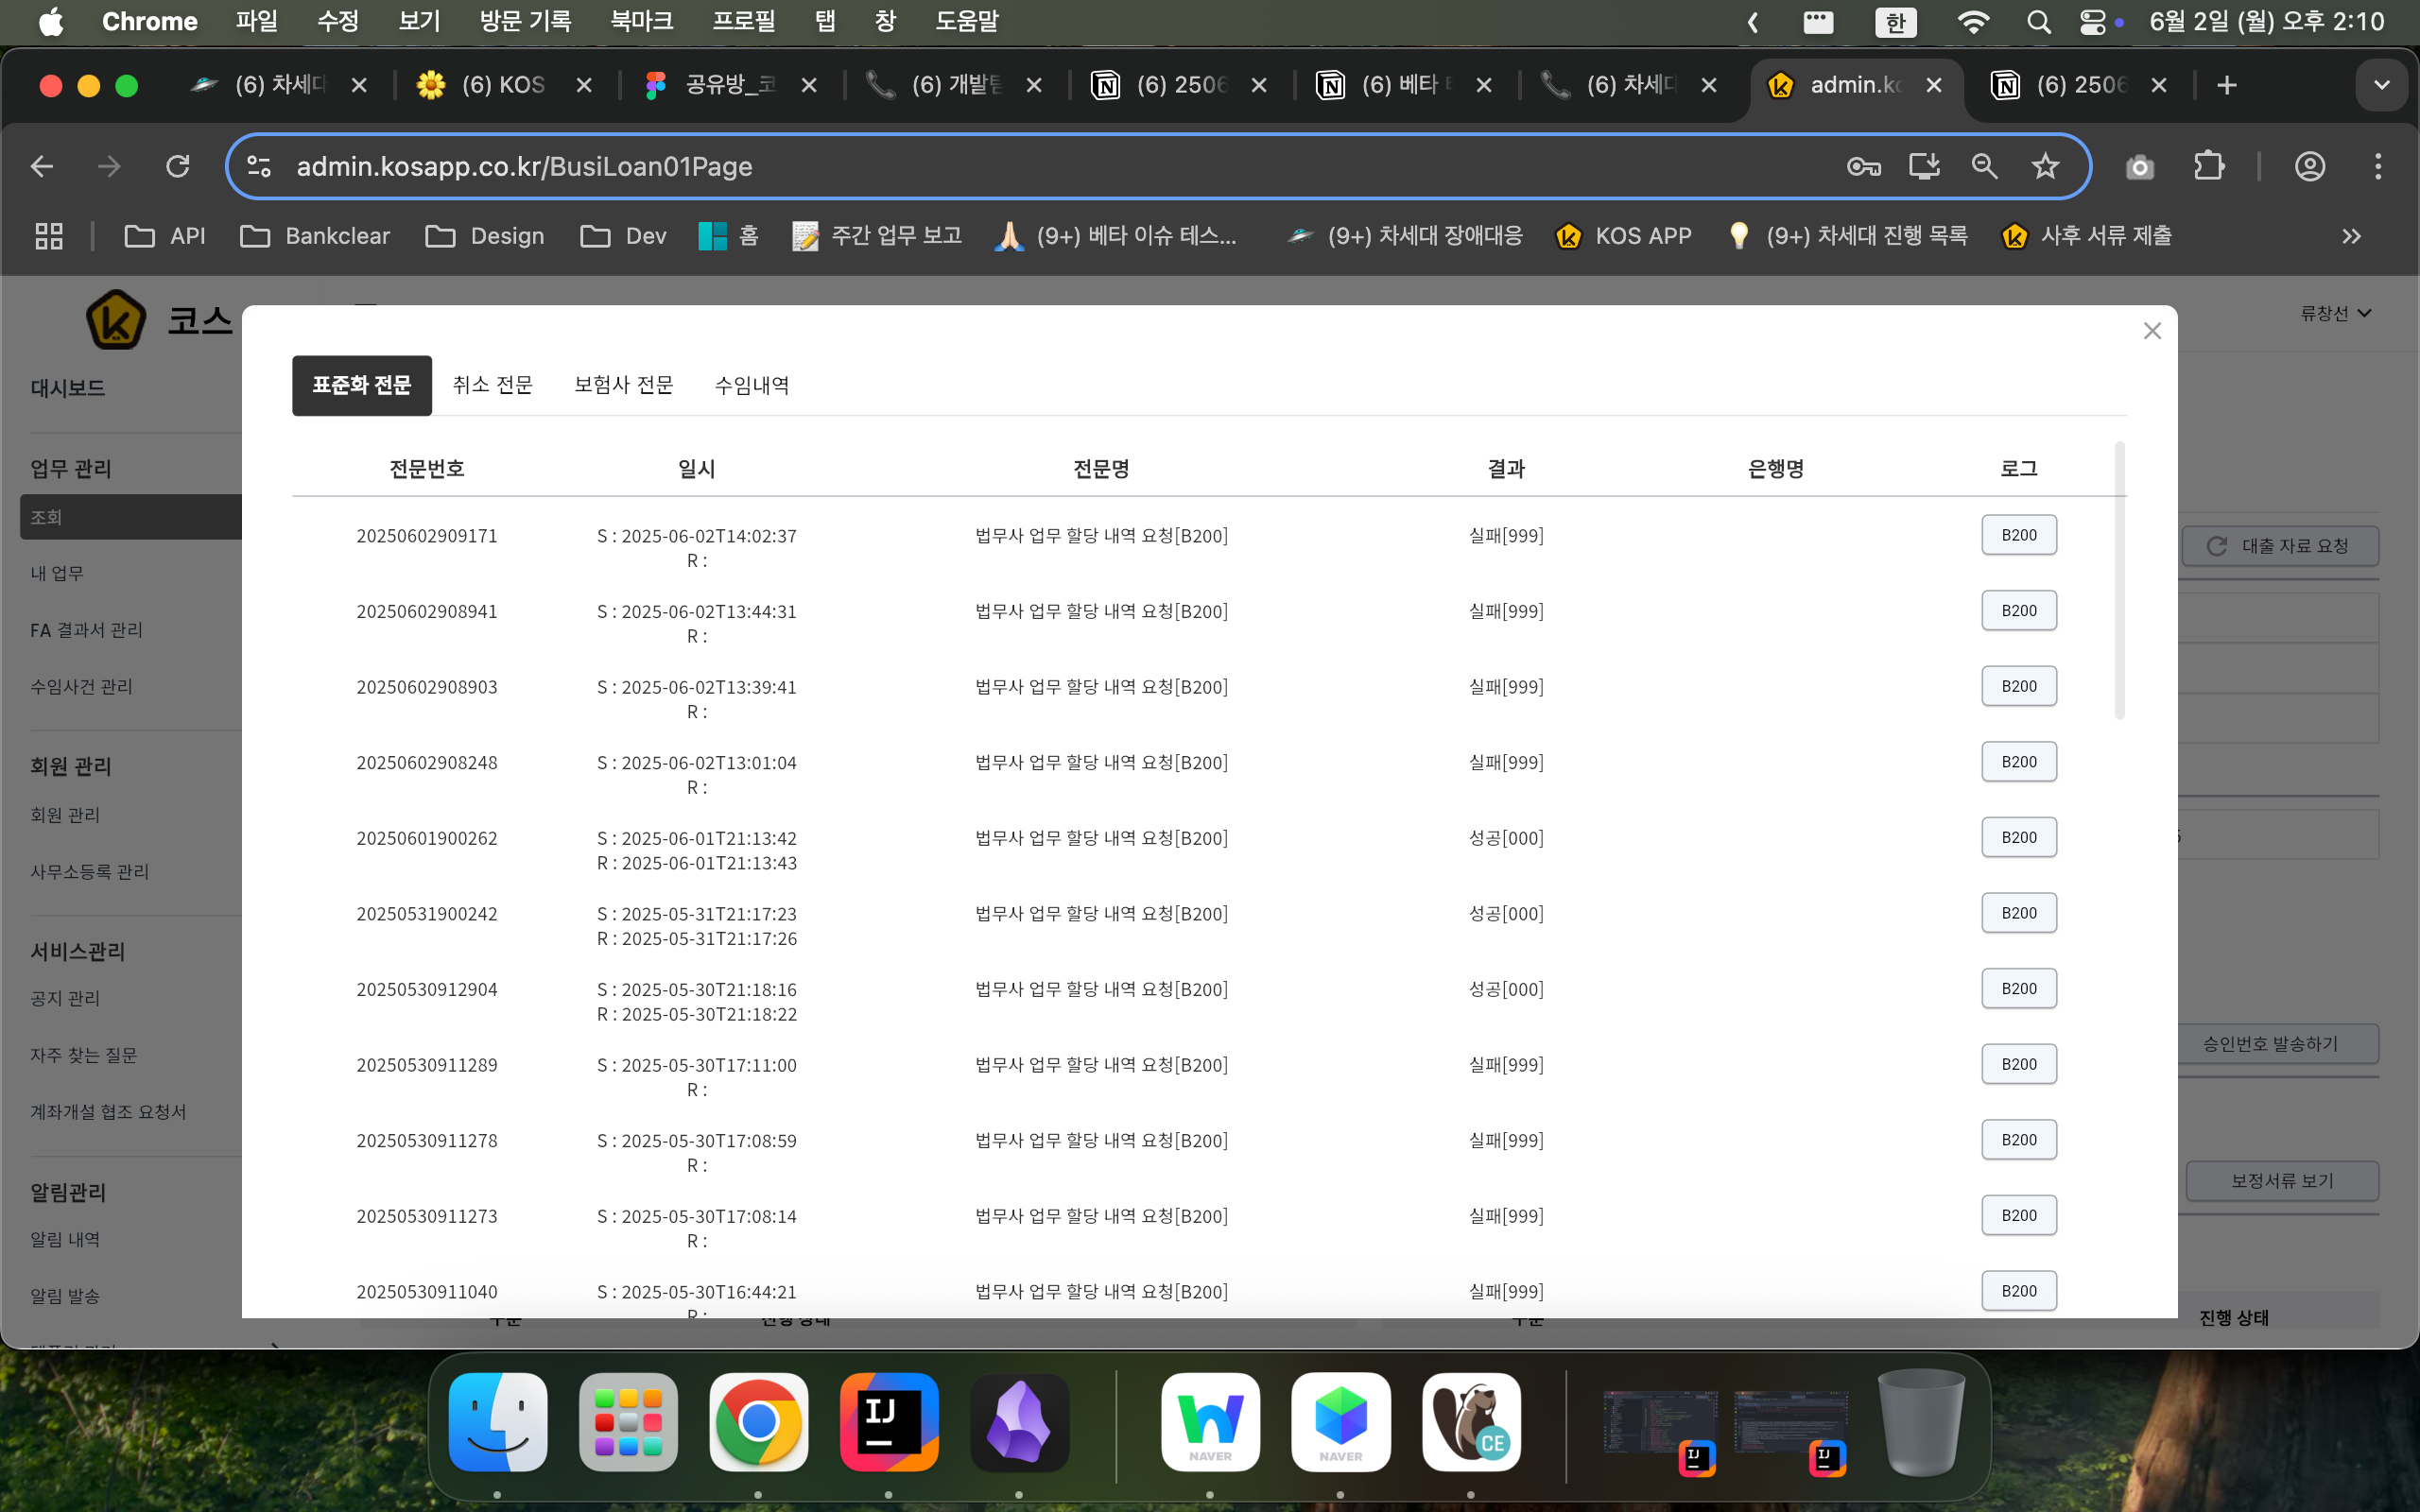 Chrome 파일 수정 보기 방문 기록 북마크 프로필 탭 창 도움말 한 6월 2일 (월) 오후 2:10
(6) 차세대 (6) KOS 공유방_코 (6) 개발팀 (6) 2506 (6) 베타 (6) 차세대 admin.ko (6) 2506
admin.kosapp.co.kr/BusiLoan01Page
API Bankclear Design Dev 홈 주간 업무 보고 (9+) 베타 이슈 테스... (9+) 차세대 장애대응 KOS APP (9+) 차세대 진행 목록 사후 서류 제출
코스
류창선
대시보드
업무 관리
조회
내 업무
FA 결과서 관리
수임사건 관리
회원 관리
회원 관리
사무소등록 관리
서비스관리
공지 관리
자주 찾는 질문
계좌개설 협조 요청서
알림관리
알림 내역
알림 발송
표준화 전문 취소 전문 보험사 전문 수임내역
전문번호 일시 전문명 결과 은행명 로그
20250602909171 S : 2025-06-02T14:02:37 법무사 업무 할당 내역 요청[B200] 실패[999] B200
R :
20250602908941 S : 2025-06-02T13:44:31 법무사 업무 할당 내역 요청[B200] 실패[999] B200
R :
20250602908903 S : 2025-06-02T13:39:41 법무사 업무 할당 내역 요청[B200] 실패[999] B200
R :
20250602908248 S : 2025-06-02T13:01:04 법무사 업무 할당 내역 요청[B200] 실패[999] B200
R :
20250601900262 S : 2025-06-01T21:13:42 법무사 업무 할당 내역 요청[B200] 성공[000] B200
R : 2025-06-01T21:13:43
20250531900242 S : 2025-05-31T21:17:23 법무사 업무 할당 내역 요청[B200] 성공[000] B200
R : 2025-05-31T21:17:26
20250530912904 S : 2025-05-30T21:18:16 법무사 업무 할당 내역 요청[B200] 성공[000] B200
R : 2025-05-30T21:18:22
20250530911289 S : 2025-05-30T17:11:00 법무사 업무 할당 내역 요청[B200] 실패[999] B200
R :
20250530911278 S : 2025-05-30T17:08:59 법무사 업무 할당 내역 요청[B200] 실패[999] B200
R :
20250530911273 S : 2025-05-30T17:08:14 법무사 업무 할당 내역 요청[B200] 실패[999] B200
R :
20250530911040 S : 2025-05-30T16:44:21 법무사 업무 할당 내역 요청[B200] 실패[999] B200
R :
대출 자료 요청
승인번호 발송하기
보정서류 보기
구분 진행 상태 구분 진행 상태
IJ NAVER NAVER CE IJ IJ